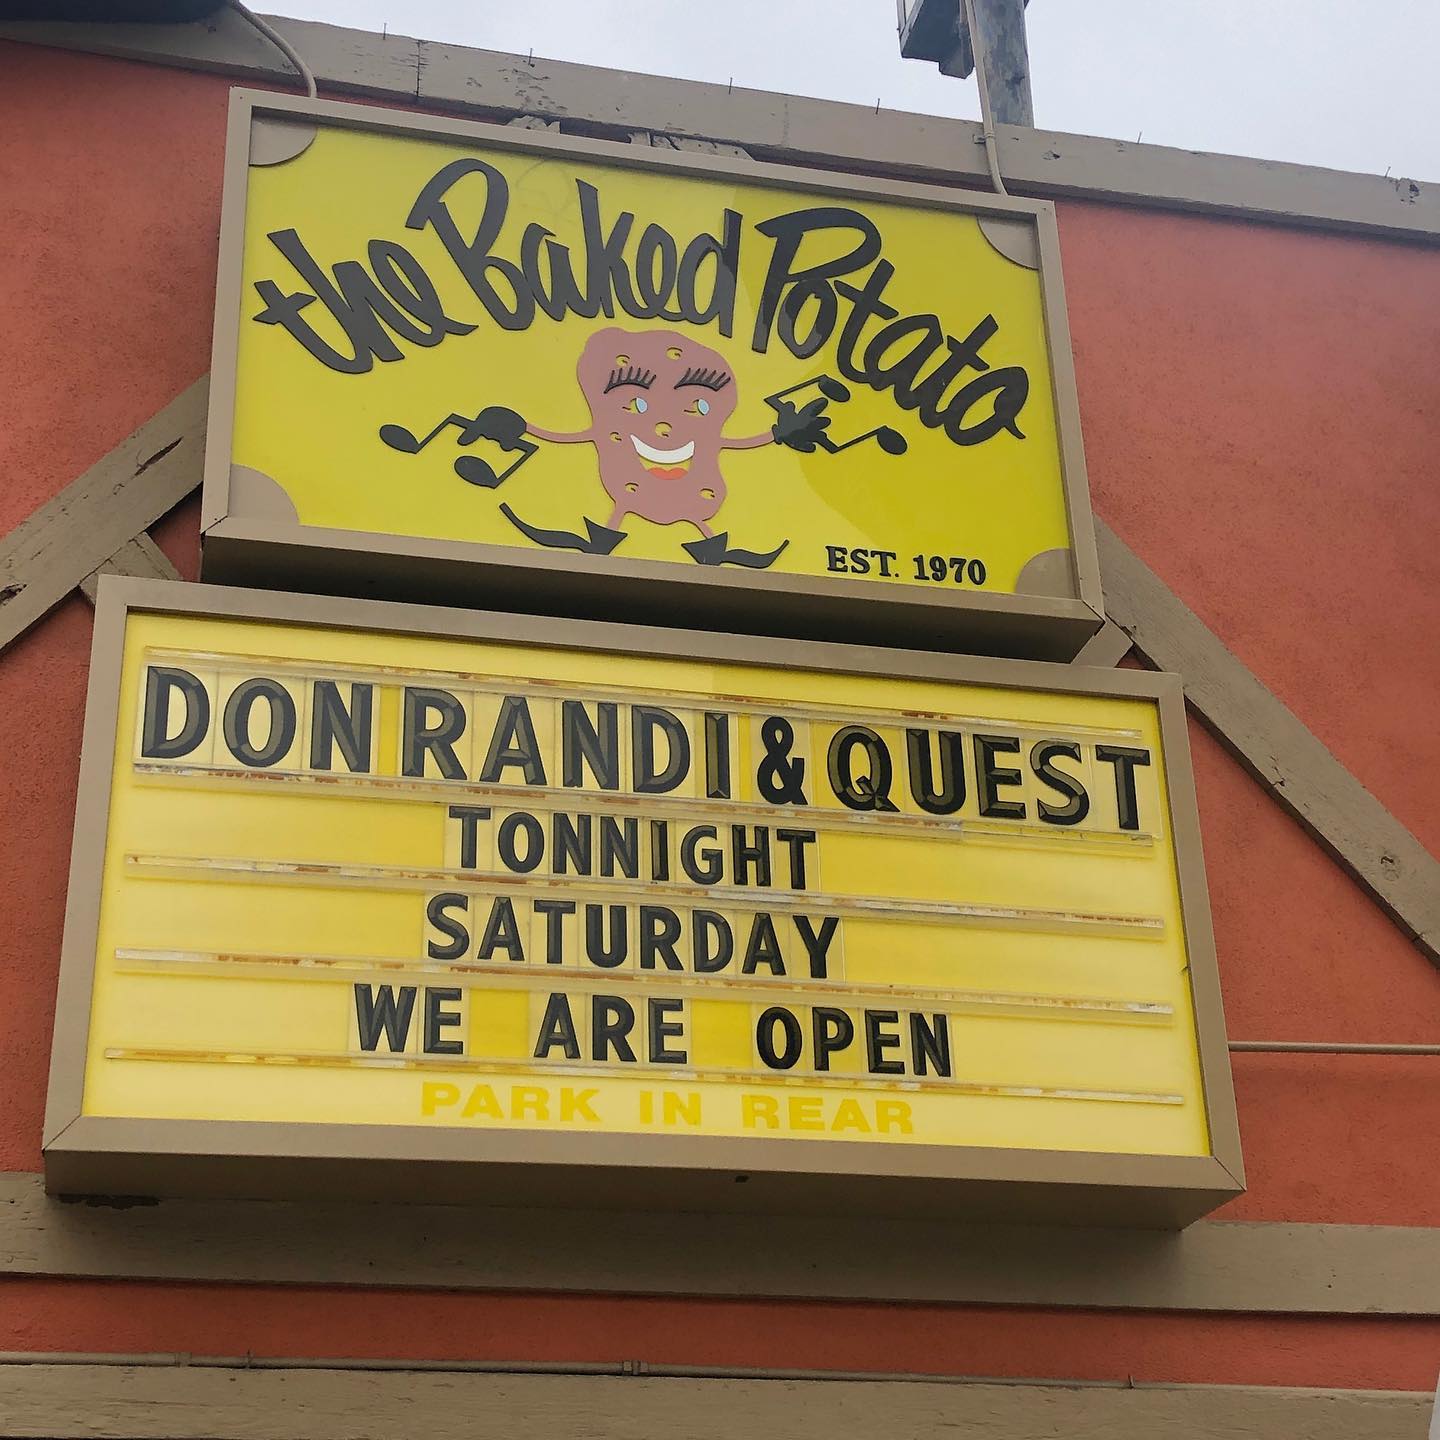 the Baked Potato
EST. 1970
DON RANDI & QUEST
TONNIGHT
SATURDAY
WE ARE OPEN
PARK IN REAR